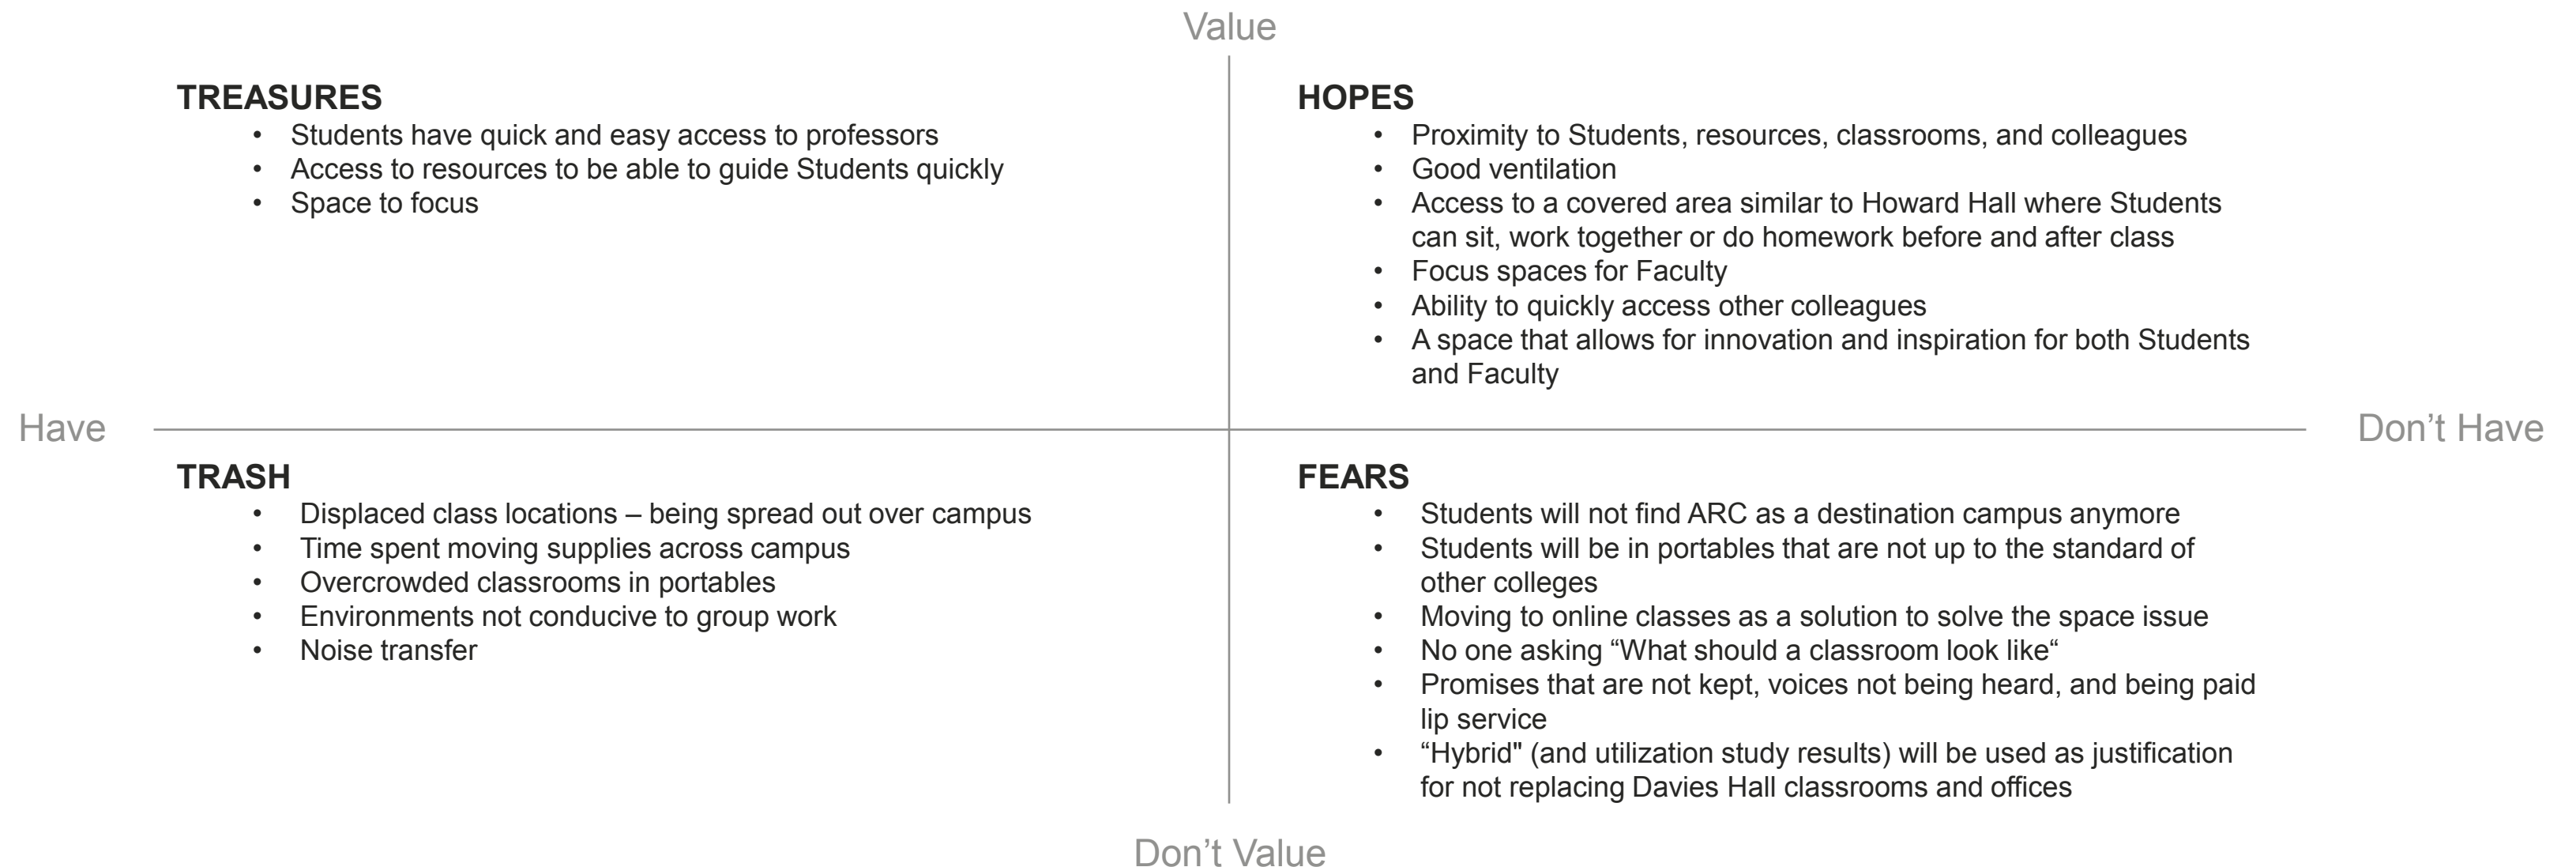 Value
TREASURES
• Students have quick and easy access to professors
• Access to resources to be able to guide Students quickly
• Space to focus
HOPES
• Proximity to Students, resources, classrooms, and colleagues
• Good ventilation
• Access to a covered area similar to Howard Hall where Students
can sit, work together or do homework before and after class
• Focus spaces for Faculty
• Ability to quickly access other colleagues
• A space that allows for innovation and inspiration for both Students
and Faculty
Have
Don’t Have
TRASH
• Displaced class locations – being spread out over campus
• Time spent moving supplies across campus
• Overcrowded classrooms in portables
• Environments not conducive to group work
• Noise transfer
FEARS
• Students will not find ARC as a destination campus anymore
• Students will be in portables that are not up to the standard of
other colleges
• Moving to online classes as a solution to solve the space issue
• No one asking “What should a classroom look like“
• Promises that are not kept, voices not being heard, and being paid
lip service
• “Hybrid" (and utilization study results) will be used as justification
for not replacing Davies Hall classrooms and offices
Don’t Value